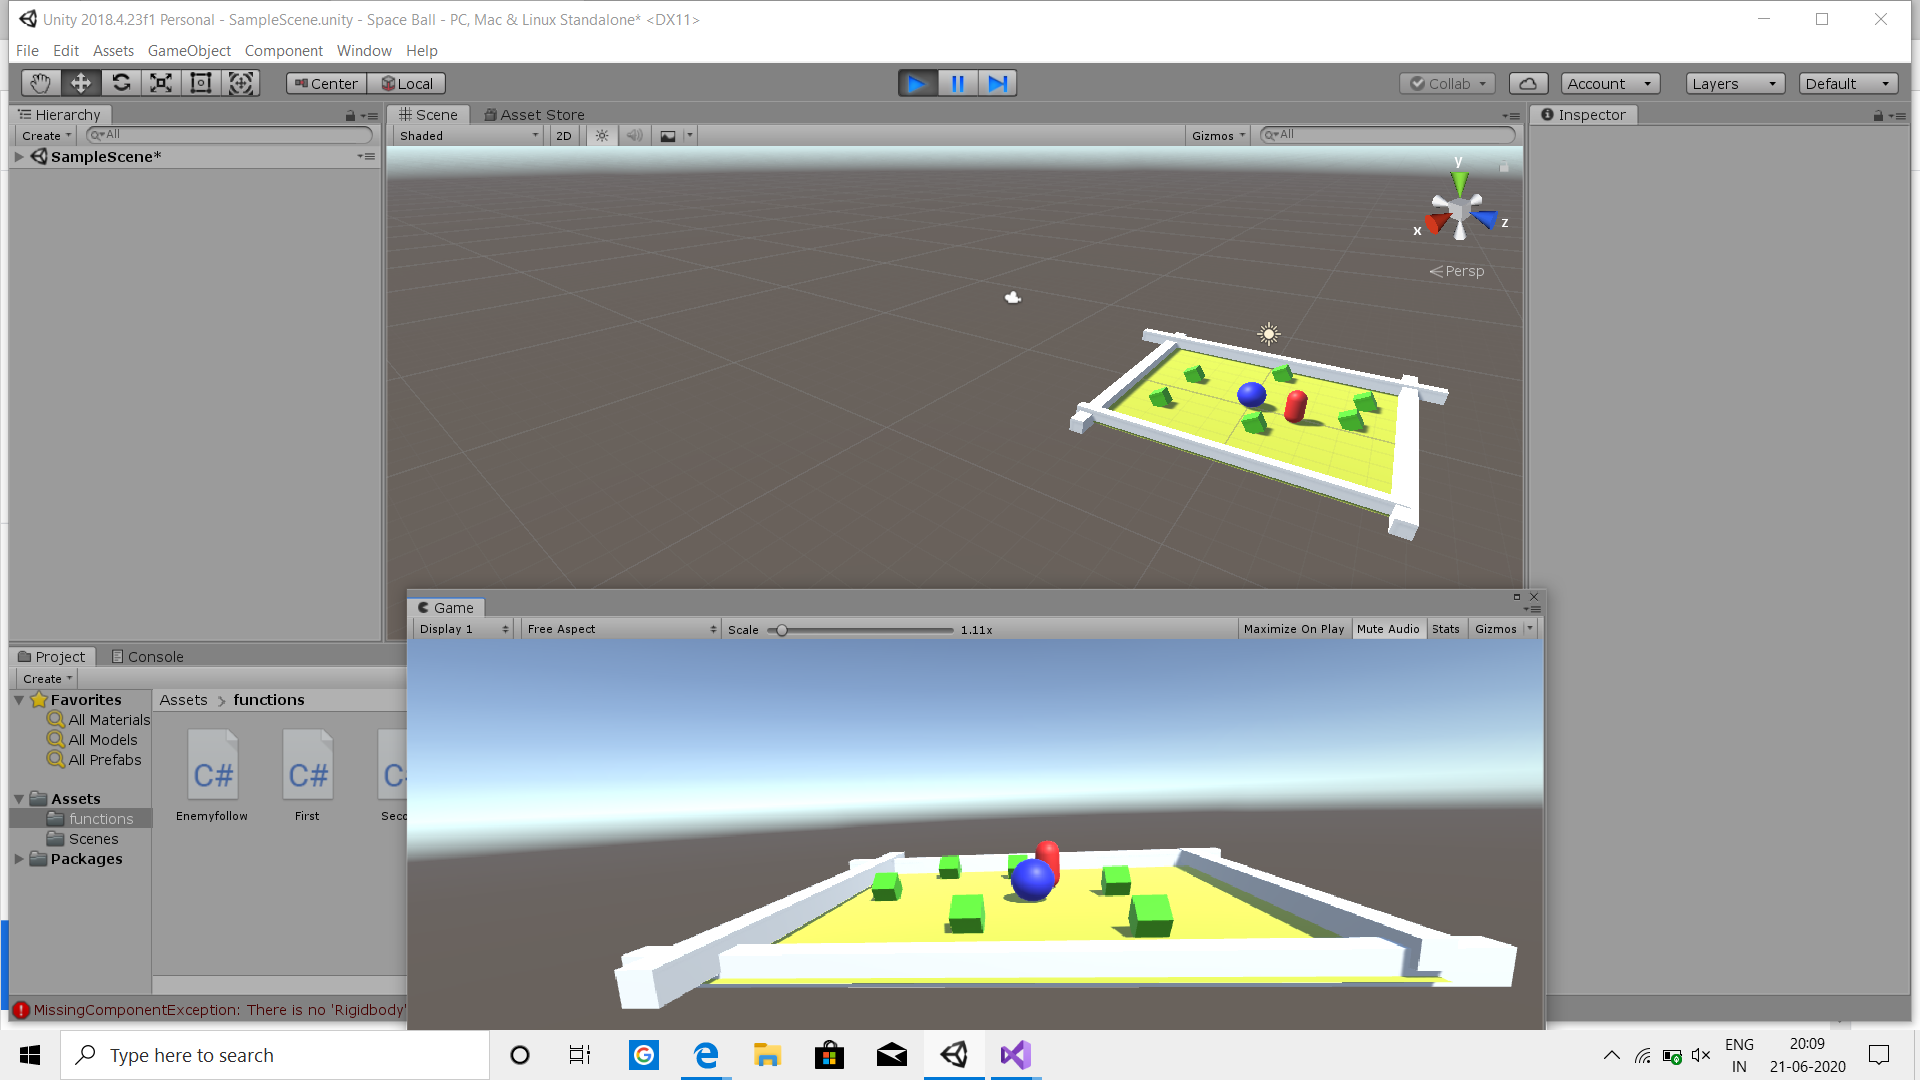 Unity 2018.4.23f1 Personal - SampleScene.unity - Space Ball - PC, Mac & Linux Standalone* <DX11>
File Edit Assets GameObject Component Window Help
Center Local Collab Account Layers Default
Hierarchy Scene Asset Store Inspector
Create All Shaded 2D Gizmos All
SampleScene*
y
x z
Persp
Game
Display 1 Free Aspect Scale 1.11x Maximize On Play Mute Audio Stats Gizmos
Project Console
Create
Favorites Assets functions
All Materials
All Models
All Prefabs
C# C# C
Assets
Enemyfollow First Seco
functions
Scenes
Packages
MissingComponentException: There is no 'Rigidbody'
Type here to search
ENG
IN
20:09
21-06-2020